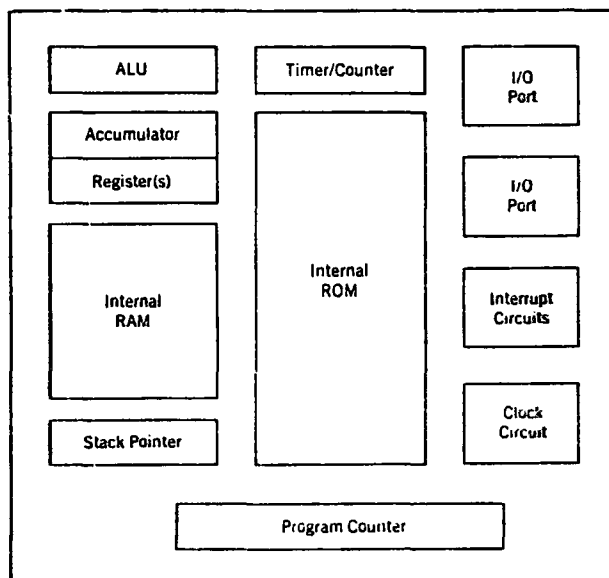 ALU
Timer/Counter
I/O
Port
Accumulator
Register(s)
I/O
Port
Internal
RAM
Internal
ROM
Interrupt
Circuits
Stack Pointer
Clock
Circuit
Program Counter